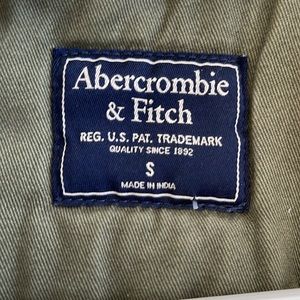 Abercrombie
& Fitch
REG. U.S. PAT. TRADEMARK
QUALITY SINCE 1892
S
MADE IN INDIA